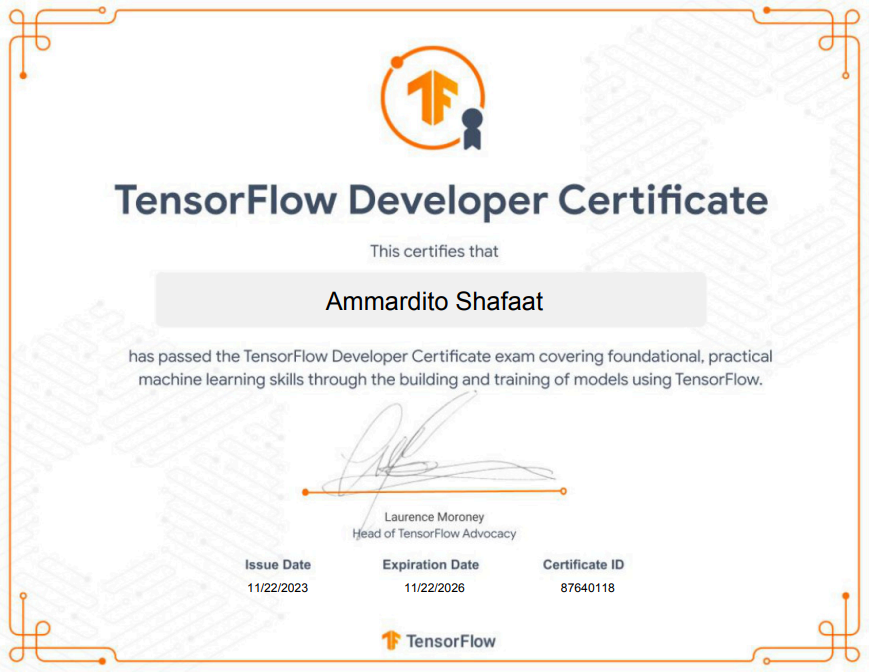 TensorFlow Developer Certificate
This certifies that
Ammardito Shafaat
has passed the TensorFlow Developer Certificate exam covering foundational, practical
machine learning skills through the building and training of models using TensorFlow.
Laurence Moroney
Head of TensorFlow Advocacy
Issue Date Expiration Date Certificate ID
11/22/2023 11/22/2026 87640118
TensorFlow